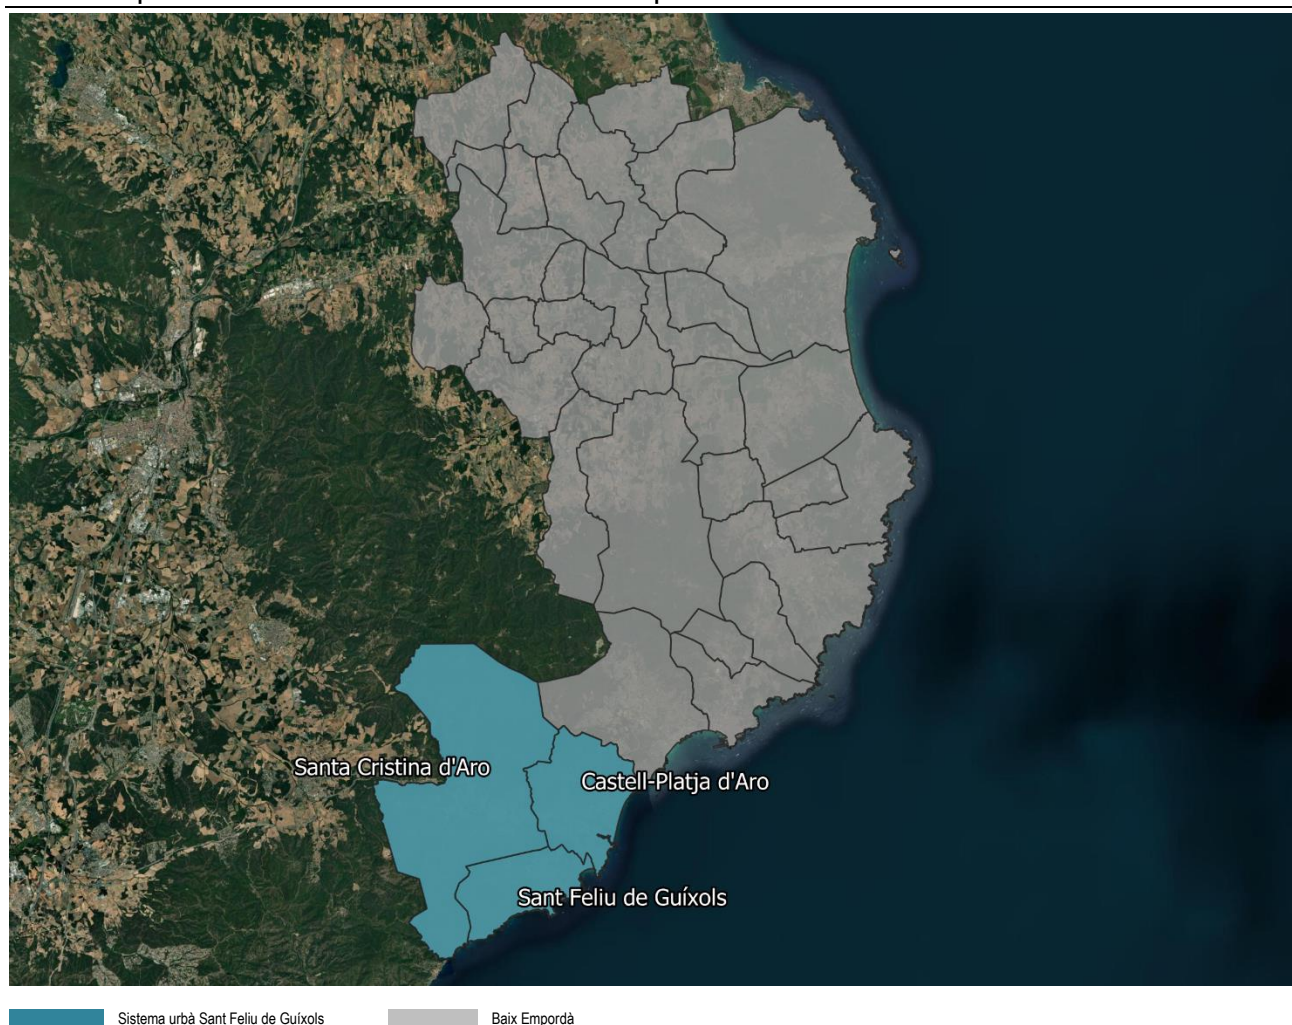 Santa Cristina d'Aro
Castell-Platja d'Aro
Sant Feliu de Guíxols
Sistema urbà Sant Feliu de Guíxols
Baix Empordà